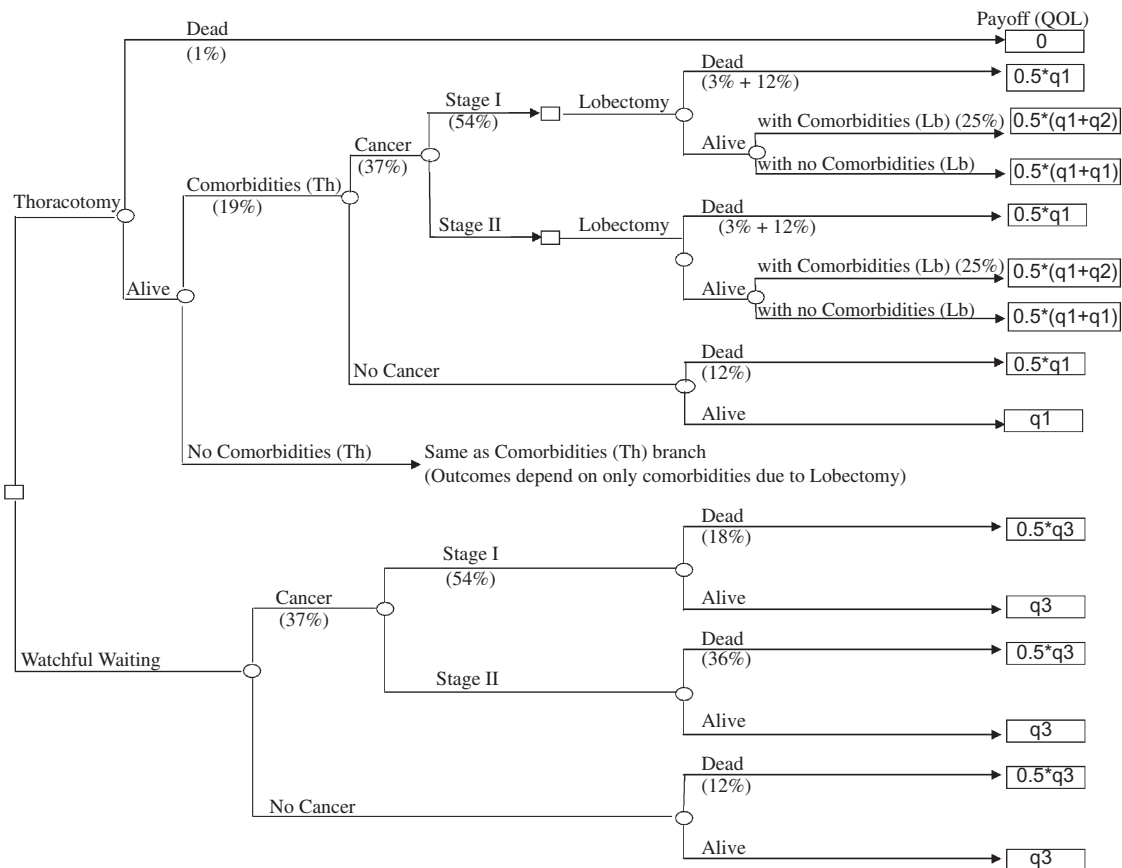 Payoff (QOL)
Dead
(1%)
0
Dead
(3% + 12%)
0.5*q1
Stage I
(54%)
Lobectomy
with Comorbidities (Lb) (25%)
0.5*(q1+q2)
Alive
with no Comorbidities (Lb)
0.5*(q1+q1)
Cancer
(37%)
Comorbidities (Th)
(19%)
Thoracotomy
Dead
(3% + 12%)
0.5*q1
Stage II
Lobectomy
with Comorbidities (Lb) (25%)
0.5*(q1+q2)
Alive
with no Comorbidities (Lb)
0.5*(q1+q1)
Alive
Dead
(12%)
0.5*q1
No Cancer
Alive
q1
No Comorbidities (Th)
Same as Comorbidities (Th) branch
(Outcomes depend on only comorbidities due to Lobectomy)
Dead
(18%)
0.5*q3
Stage I
(54%)
Alive
q3
Cancer
(37%)
Dead
(36%)
0.5*q3
Watchful Waiting
Stage II
Alive
q3
Dead
(12%)
0.5*q3
No Cancer
Alive
q3